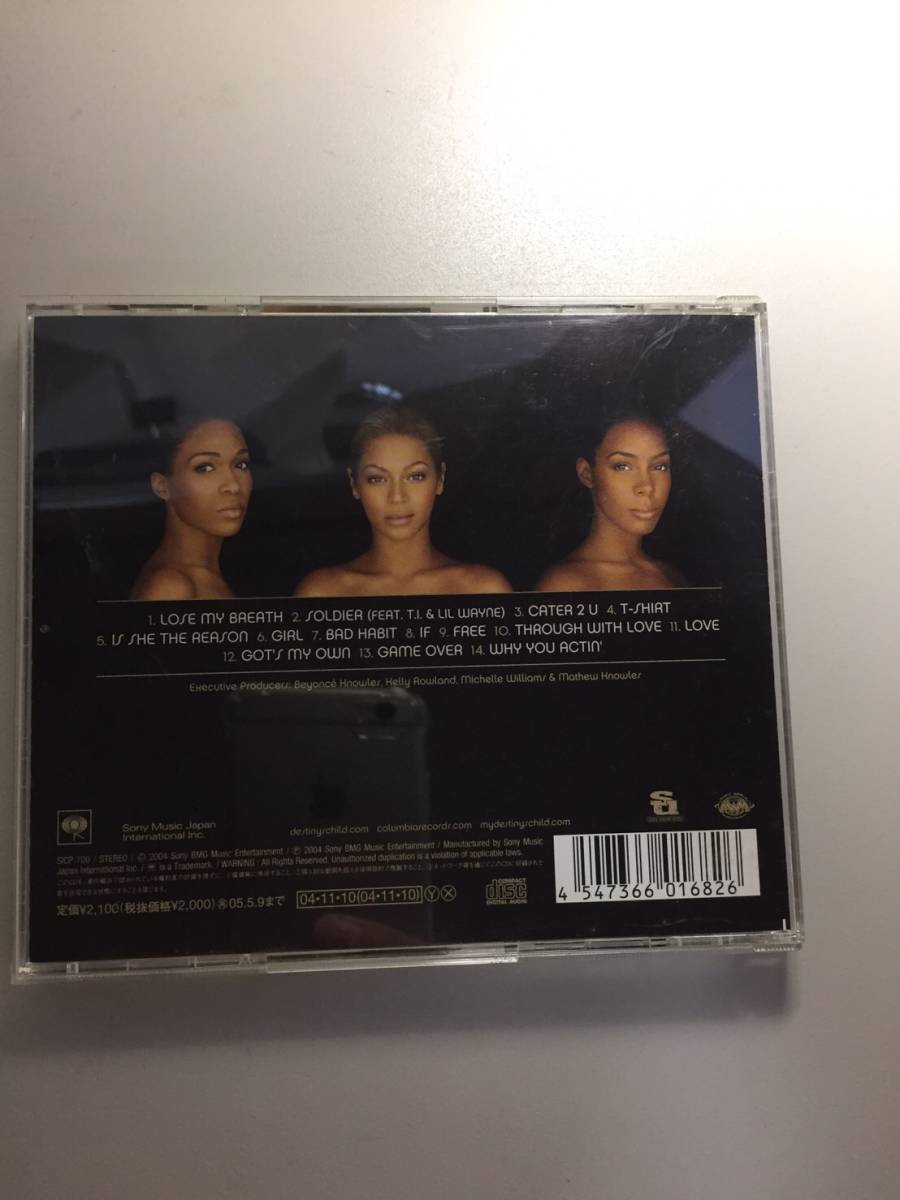 1. LOSE MY BREATH 2. SOLDIER (FEAT. T.I. & LIL WAYNE) 3. CATER 2 U 4. T-SHIRT
5. IS SHE THE REASON 6. GIRL 7. BAD HABIT 8. IF 9. FREE 10. THROUGH WITH LOVE 11. LOVE
12. GOT'S MY OWN 13. GAME OVER 14. WHY YOU ACTIN'
Executive Producers: Beyoncé Knowles, Kelly Rowland, Michelle Williams & Mathew Knowles
Sony Music Japan
International Inc.
destinyschild.com columbiarecords.com mydestinyschild.com
SICP 700 / STEREO / © 2004 Sony BMG Music Entertainment / ℗ 2004 Sony BMG Music Entertainment / Manufactured by Sony Music
Japan International Inc. / is a Trademark. / WARNING : All Rights Reserved. Unauthorized duplication is a violation of applicable laws.
定価¥2,100(税抜価格¥2,000) 05.5.9まで
04•11•10(04•11•10) Ⓨ Ⓧ
COMPACT
disc
DIGITAL AUDIO
4 547366 016826